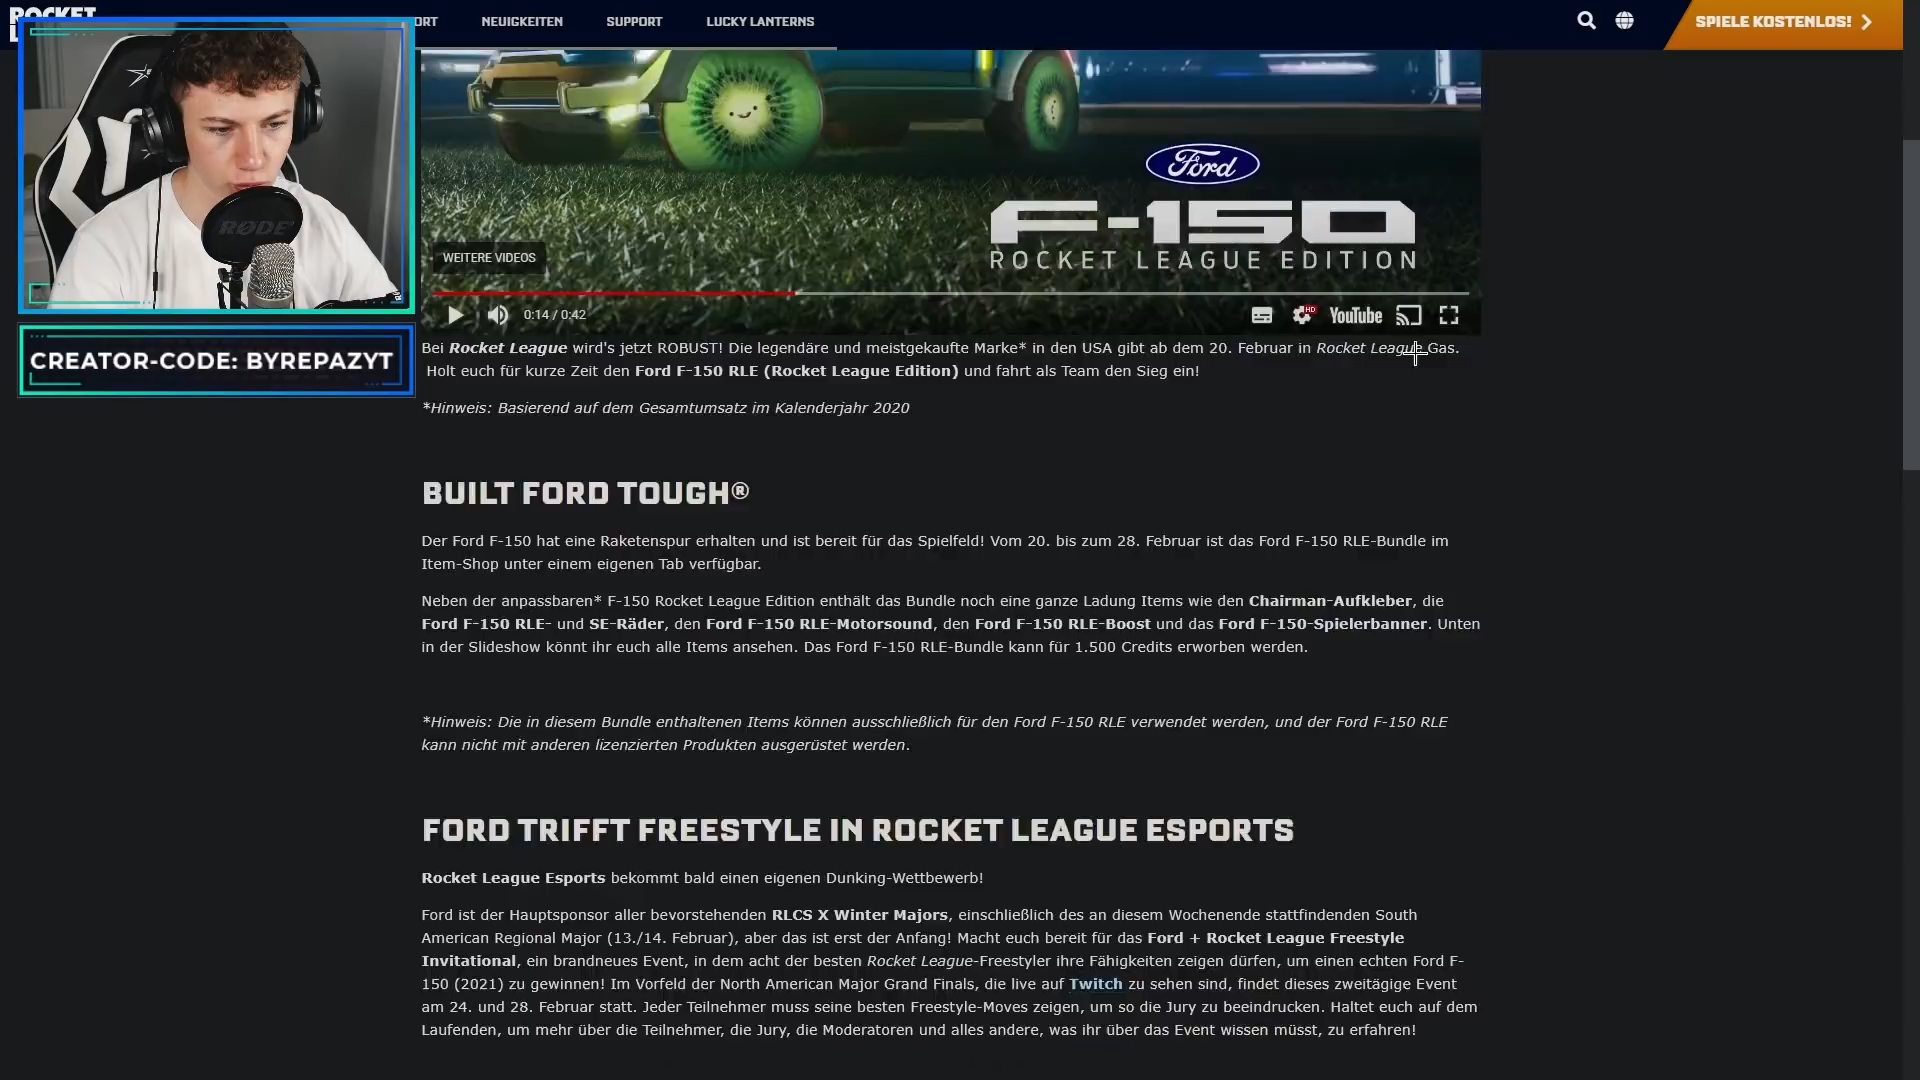 ROCKET
ORT
NEUIGKEITEN
SUPPORT
LUCKY LANTERNS
SPIELE KOSTENLOS!
RØDE
CREATOR-CODE: BYREPAZYT
Ford
F-150
ROCKET LEAGUE EDITION
WEITERE VIDEOS
0:14 / 0:42
HD
YouTube
Bei Rocket League wird's jetzt ROBUST! Die legendäre und meistgekaufte Marke* in den USA gibt ab dem 20. Februar in Rocket League Gas.
Holt euch für kurze Zeit den Ford F-150 RLE (Rocket League Edition) und fahrt als Team den Sieg ein!
*Hinweis: Basierend auf dem Gesamtumsatz im Kalenderjahr 2020
BUILT FORD TOUGH®
Der Ford F-150 hat eine Raketenspur erhalten und ist bereit für das Spielfeld! Vom 20. bis zum 28. Februar ist das Ford F-150 RLE-Bundle im
Item-Shop unter einem eigenen Tab verfügbar.
Neben der anpassbaren* F-150 Rocket League Edition enthält das Bundle noch eine ganze Ladung Items wie den Chairman-Aufkleber, die
Ford F-150 RLE- und SE-Räder, den Ford F-150 RLE-Motorsound, den Ford F-150 RLE-Boost und das Ford F-150-Spielerbanner. Unten
in der Slideshow könnt ihr euch alle Items ansehen. Das Ford F-150 RLE-Bundle kann für 1.500 Credits erworben werden.
*Hinweis: Die in diesem Bundle enthaltenen Items können ausschließlich für den Ford F-150 RLE verwendet werden, und der Ford F-150 RLE
kann nicht mit anderen lizenzierten Produkten ausgerüstet werden.
FORD TRIFFT FREESTYLE IN ROCKET LEAGUE ESPORTS
Rocket League Esports bekommt bald einen eigenen Dunking-Wettbewerb!
Ford ist der Hauptsponsor aller bevorstehenden RLCS X Winter Majors, einschließlich des an diesem Wochenende stattfindenden South
American Regional Major (13./14. Februar), aber das ist erst der Anfang! Macht euch bereit für das Ford + Rocket League Freestyle
Invitational, ein brandneues Event, in dem acht der besten Rocket League-Freestyler ihre Fähigkeiten zeigen dürfen, um einen echten Ford F-
150 (2021) zu gewinnen! Im Vorfeld der North American Major Grand Finals, die live auf Twitch zu sehen sind, findet dieses zweitägige Event
am 24. und 28. Februar statt. Jeder Teilnehmer muss seine besten Freestyle-Moves zeigen, um so die Jury zu beeindrucken. Haltet euch auf dem
Laufenden, um mehr über die Teilnehmer, die Jury, die Moderatoren und alles andere, was ihr über das Event wissen müsst, zu erfahren!